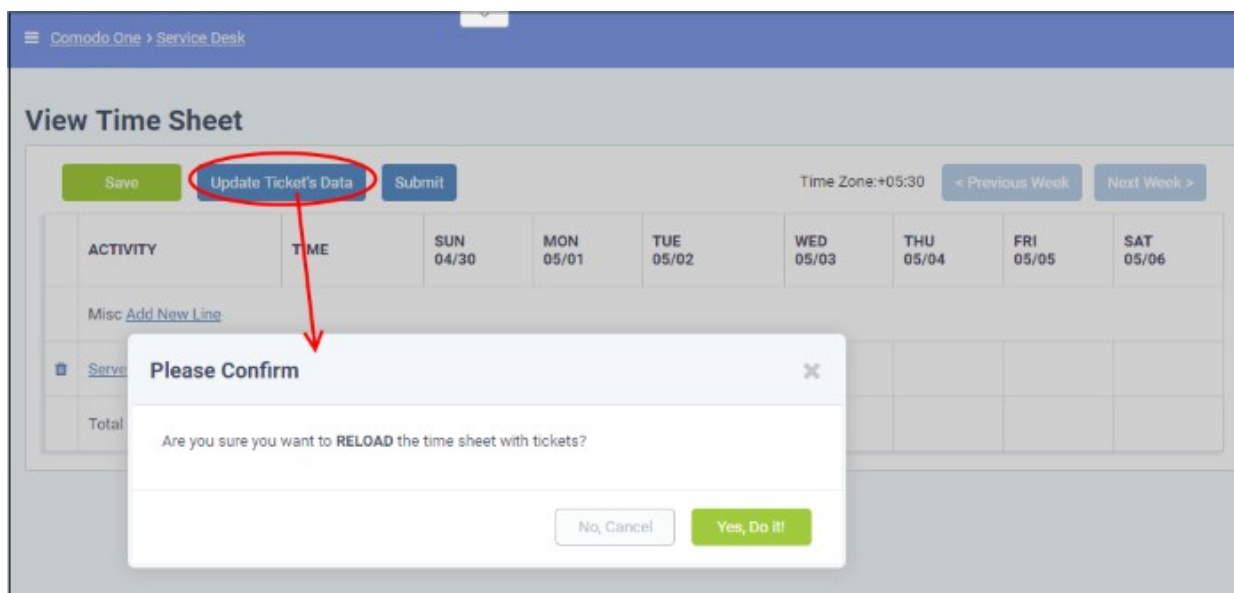 Comodo One > Service Desk
View Time Sheet
Save Update Ticket's Data Submit Time Zone:+05:30 < Previous Week Next Week >
ACTIVITY TIME SUN MON TUE WED THU FRI SAT
04/30 05/01 05/02 05/03 05/04 05/05 05/06
Misc Add New Line
Serve
Please Confirm
Total
Are you sure you want to RELOAD the time sheet with tickets?
No, Cancel Yes, Do it!